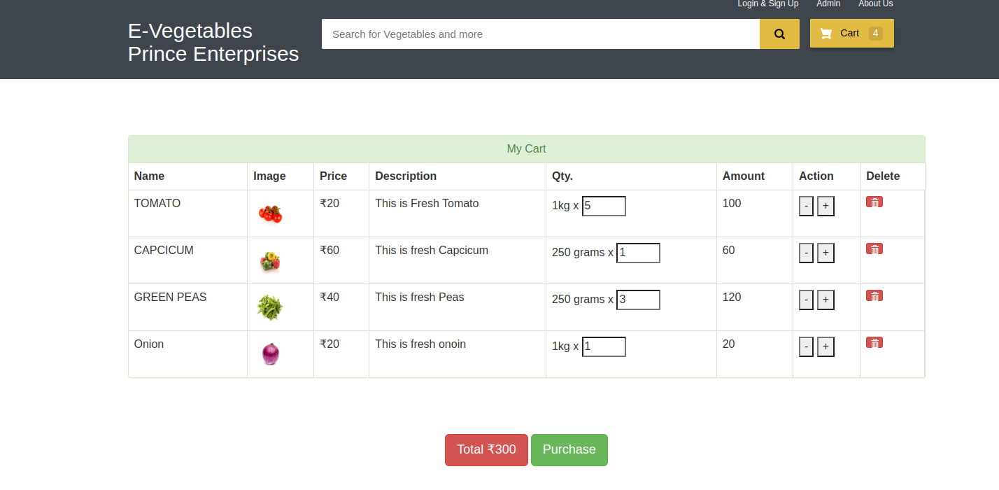 Login & Sign Up Admin About Us
E-Vegetables
Prince Enterprises
Search for Vegetables and more
Cart 4
My Cart
Name Image Price Description Qty. Amount Action Delete
TOMATO ₹20 This is Fresh Tomato 1kg x 5 100 - +
CAPCICUM ₹60 This is fresh Capcicum 250 grams x 1 60 - +
GREEN PEAS ₹40 This is fresh Peas 250 grams x 3 120 - +
Onion ₹20 This is fresh onoin 1kg x 1 20 - +
Total ₹300 Purchase